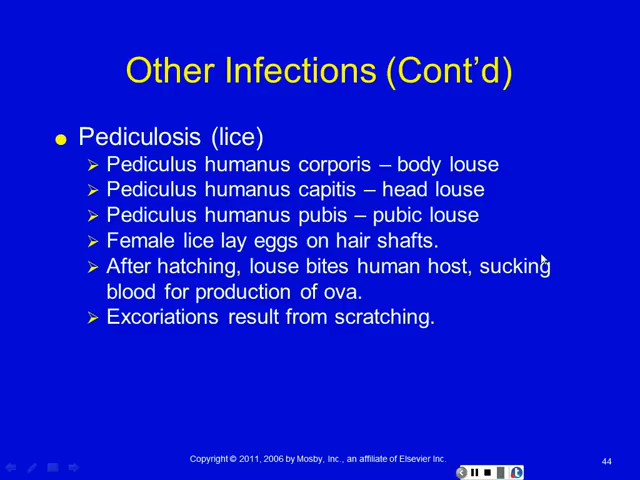 Other Infections (Cont’d)
Pediculosis (lice)
Pediculus humanus corporis – body louse
Pediculus humanus capitis – head louse
Pediculus humanus pubis – pubic louse
Female lice lay eggs on hair shafts.
After hatching, louse bites human host, sucking
blood for production of ova.
Excoriations result from scratching.
Copyright © 2011, 2006 by Mosby, Inc., an affiliate of Elsevier Inc.
44